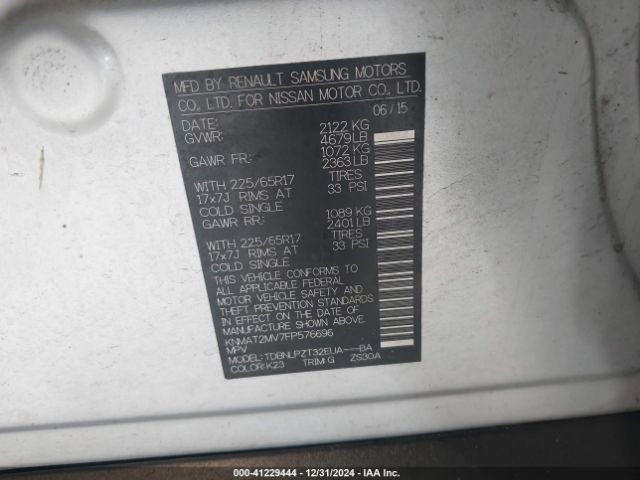 MFD BY RENAULT SAMSUNG MOTORS
CO., LTD. FOR NISSAN MOTOR CO., LTD.
DATE: 06/15
GVWR: 2122 KG
4679 LB
GAWR FR: 1072 KG
2363 LB
WITH 225/65R17 TIRES
17x7J RIMS AT 33 PSI
COLD SINGLE
GAWR RR: 1089 KG
2401 LB
WITH 225/65R17 TIRES
17x7J RIMS AT 33 PSI
COLD SINGLE
THIS VEHICLE CONFORMS TO
ALL APPLICABLE FEDERAL
MOTOR VEHICLE SAFETY AND
THEFT PREVENTION STANDARDS
IN EFFECT ON THE DATE OF
MANUFACTURE SHOWN ABOVE.
KNMAT2MV7FP576696
MPV
MODEL: TDBNLPZT32EUA---BA
COLOR: K23 TRIM: G ZS30A
000-41229444 - 12/31/2024 - IAA Inc.